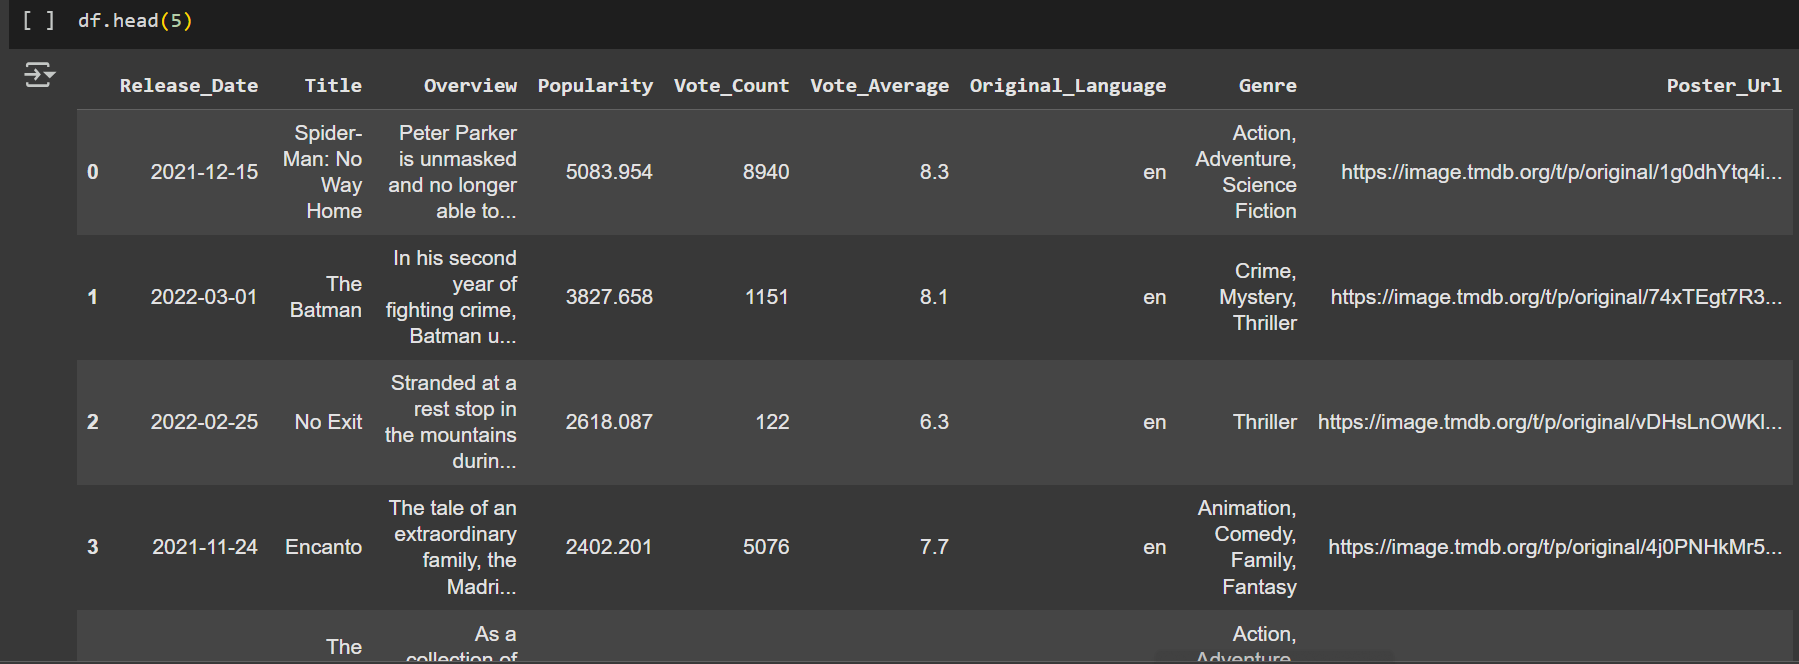 [ ] df.head(5)
Release_Date Title Overview Popularity Vote_Count Vote_Average Original_Language Genre Poster_Url
0 2021-12-15 Spider-Man: No Way Home Peter Parker is unmasked and no longer able to... 5083.954 8940 8.3 en Action, Adventure, Science Fiction https://image.tmdb.org/t/p/original/1g0dhYtq4i...
1 2022-03-01 The Batman In his second year of fighting crime, Batman u... 3827.658 1151 8.1 en Crime, Mystery, Thriller https://image.tmdb.org/t/p/original/74xTEgt7R3...
2 2022-02-25 No Exit Stranded at a rest stop in the mountains durin... 2618.087 122 6.3 en Thriller https://image.tmdb.org/t/p/original/vDHsLnOWKl...
3 2021-11-24 Encanto The tale of an extraordinary family, the Madri... 2402.201 5076 7.7 en Animation, Comedy, Family, Fantasy https://image.tmdb.org/t/p/original/4j0PNHkMr5...
The As a collection of Action, Adventure,